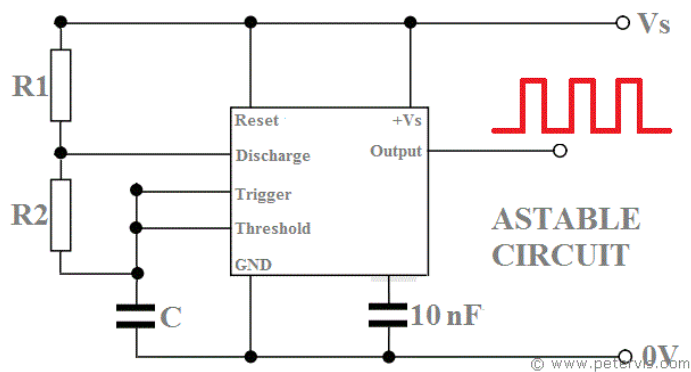 Vs
R1
Reset
+Vs
Discharge
Output
R2
Trigger
Threshold
ASTABLE
CIRCUIT
GND
C
10 nF
0V
© www.petervis.com